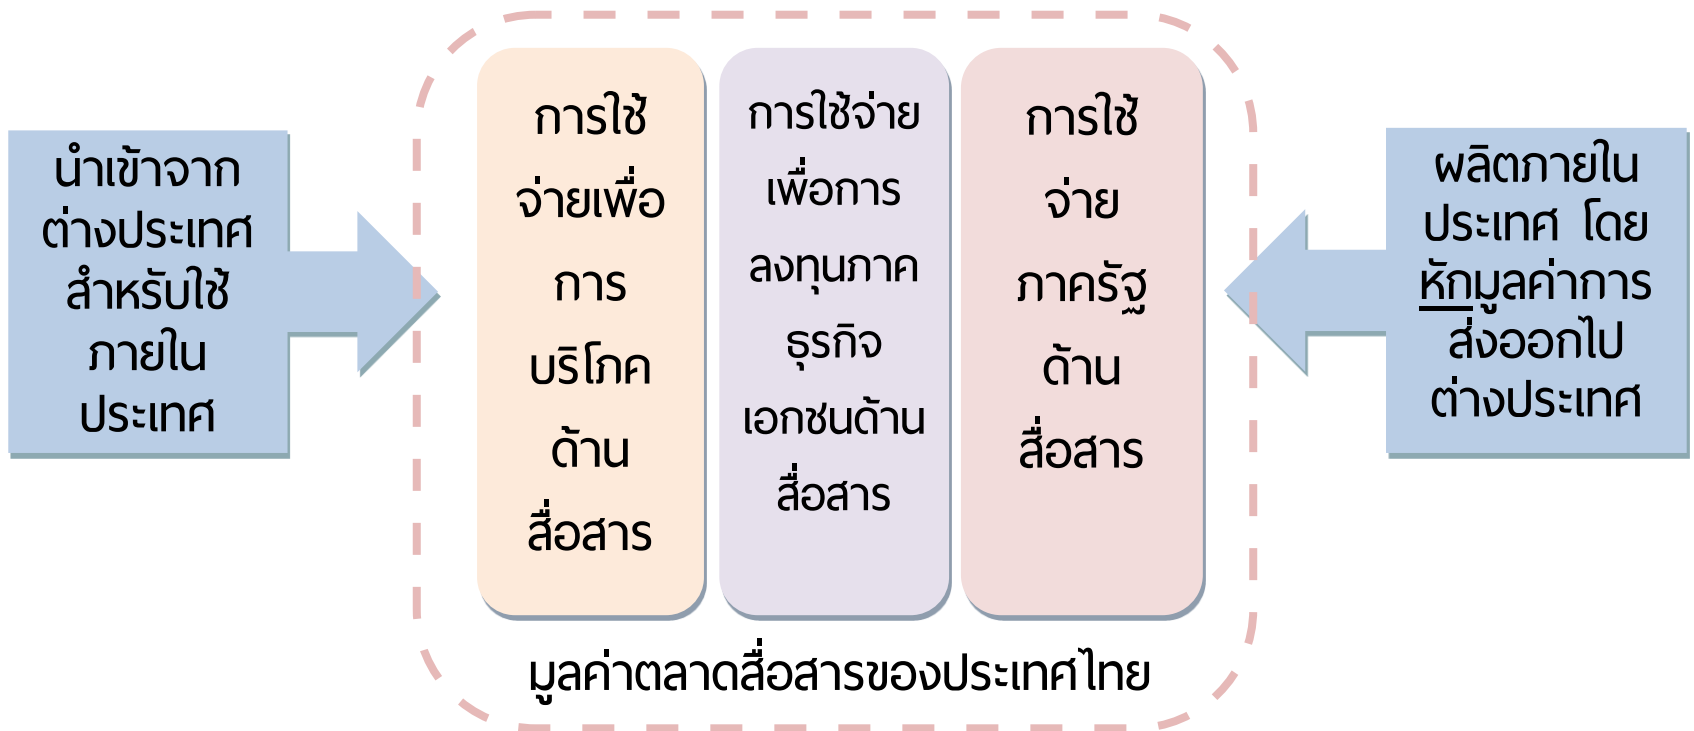 นำเข้าจาก
ต่างประเทศ
สำหรับใช้
ภายใน
ประเทศ
การใช้
จ่ายเพื่อ
การ
บริโภค
ด้าน
สื่อสาร
การใช้จ่าย
เพื่อการ
ลงทุนภาค
ธุรกิจ
เอกชนด้าน
สื่อสาร
การใช้
จ่าย
ภาครัฐ
ด้าน
สื่อสาร
ผลิตภายใน
ประเทศ โดย
หักมูลค่าการ
ส่งออกไป
ต่างประเทศ
มูลค่าตลาดสื่อสารของประเทศไทย